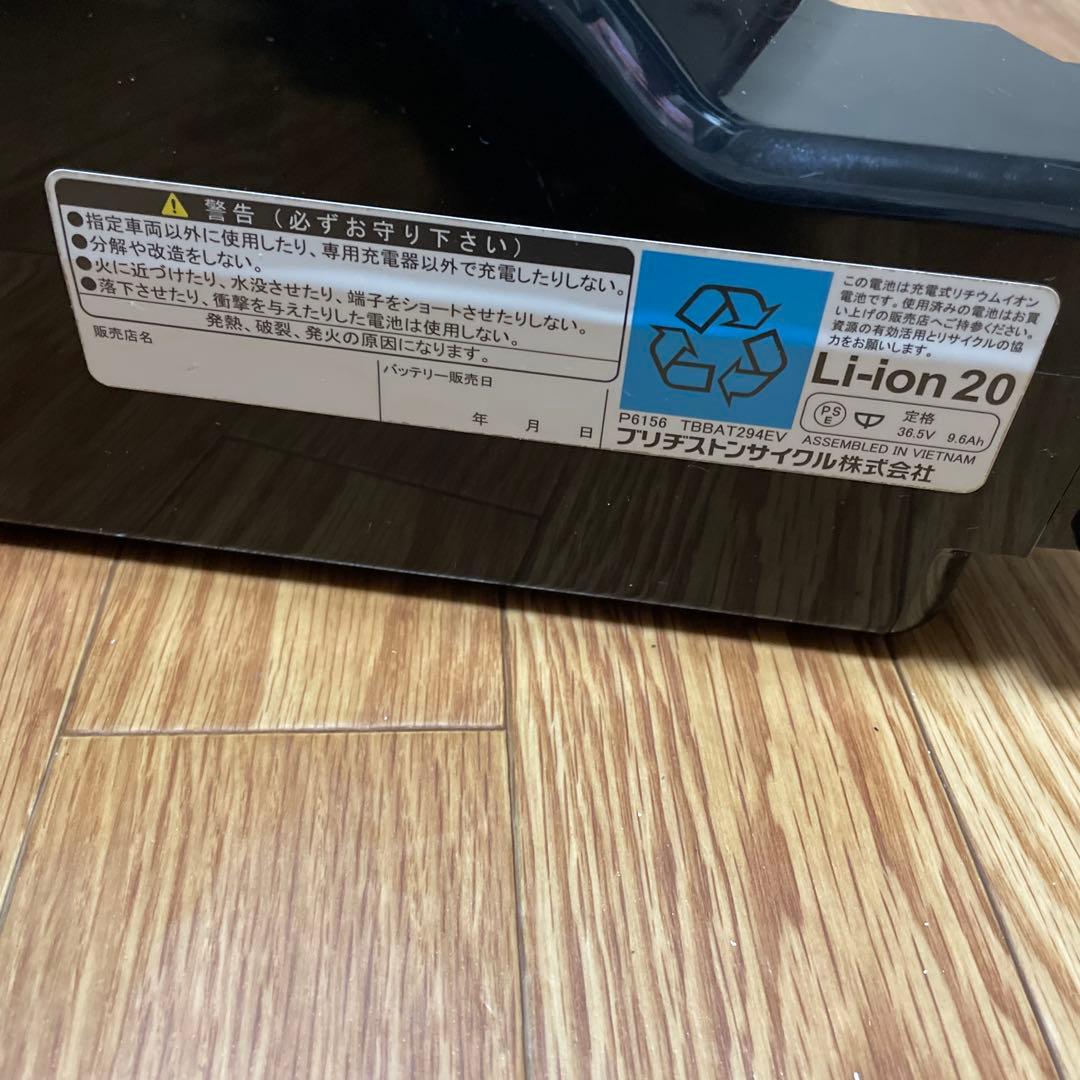 警告（必ずお守り下さい）
●指定車両以外に使用したり、専用充電器以外で充電したりしない。
●分解や改造をしない。
●火に近づけたり、水没させたり、端子をショートさせたりしない。
●落下させたり、衝撃を与えたりした電池は使用しない。
発熱、破裂、発火の原因になります。
販売店名
バッテリー販売日
年 月 日
この電池は充電式リチウムイオン
電池です。使用済みの電池はお買
い上げの販売店へご持参ください。
資源の有効活用とリサイクルの協
力をお願いします。
Li-ion 20
PSE
定格
36.5V 9.6Ah
P6156 TBBAT294EV
ASSEMBLED IN VIETNAM
ブリヂストンサイクル株式会社